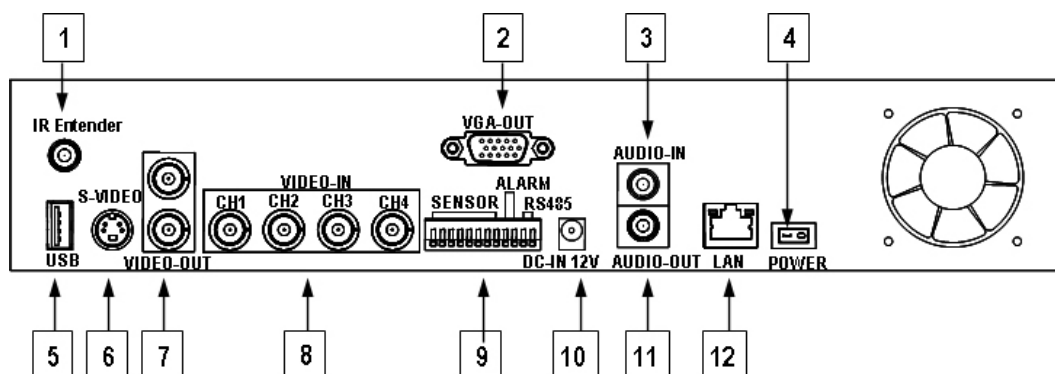 1
2
3
4
IR Entender
VGA-OUT
AUDIO-IN
S-VIDEO
VIDEO-IN
ALARM
CH1
CH2
CH3
CH4
SENSOR
RS485
USB
VIDEO-OUT
DC-IN 12V
AUDIO-OUT
LAN
POWER
5
6
7
8
9
10
11
12